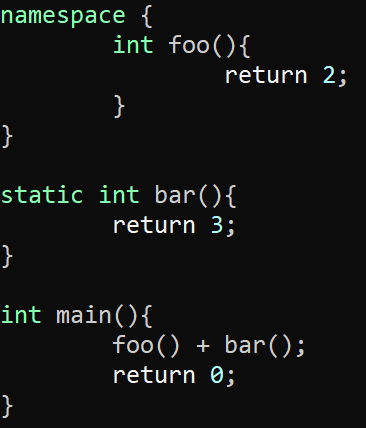 namespace {
        int foo(){
                return 2;
        }
}

static int bar(){
        return 3;
}

int main(){
        foo() + bar();
        return 0;
}